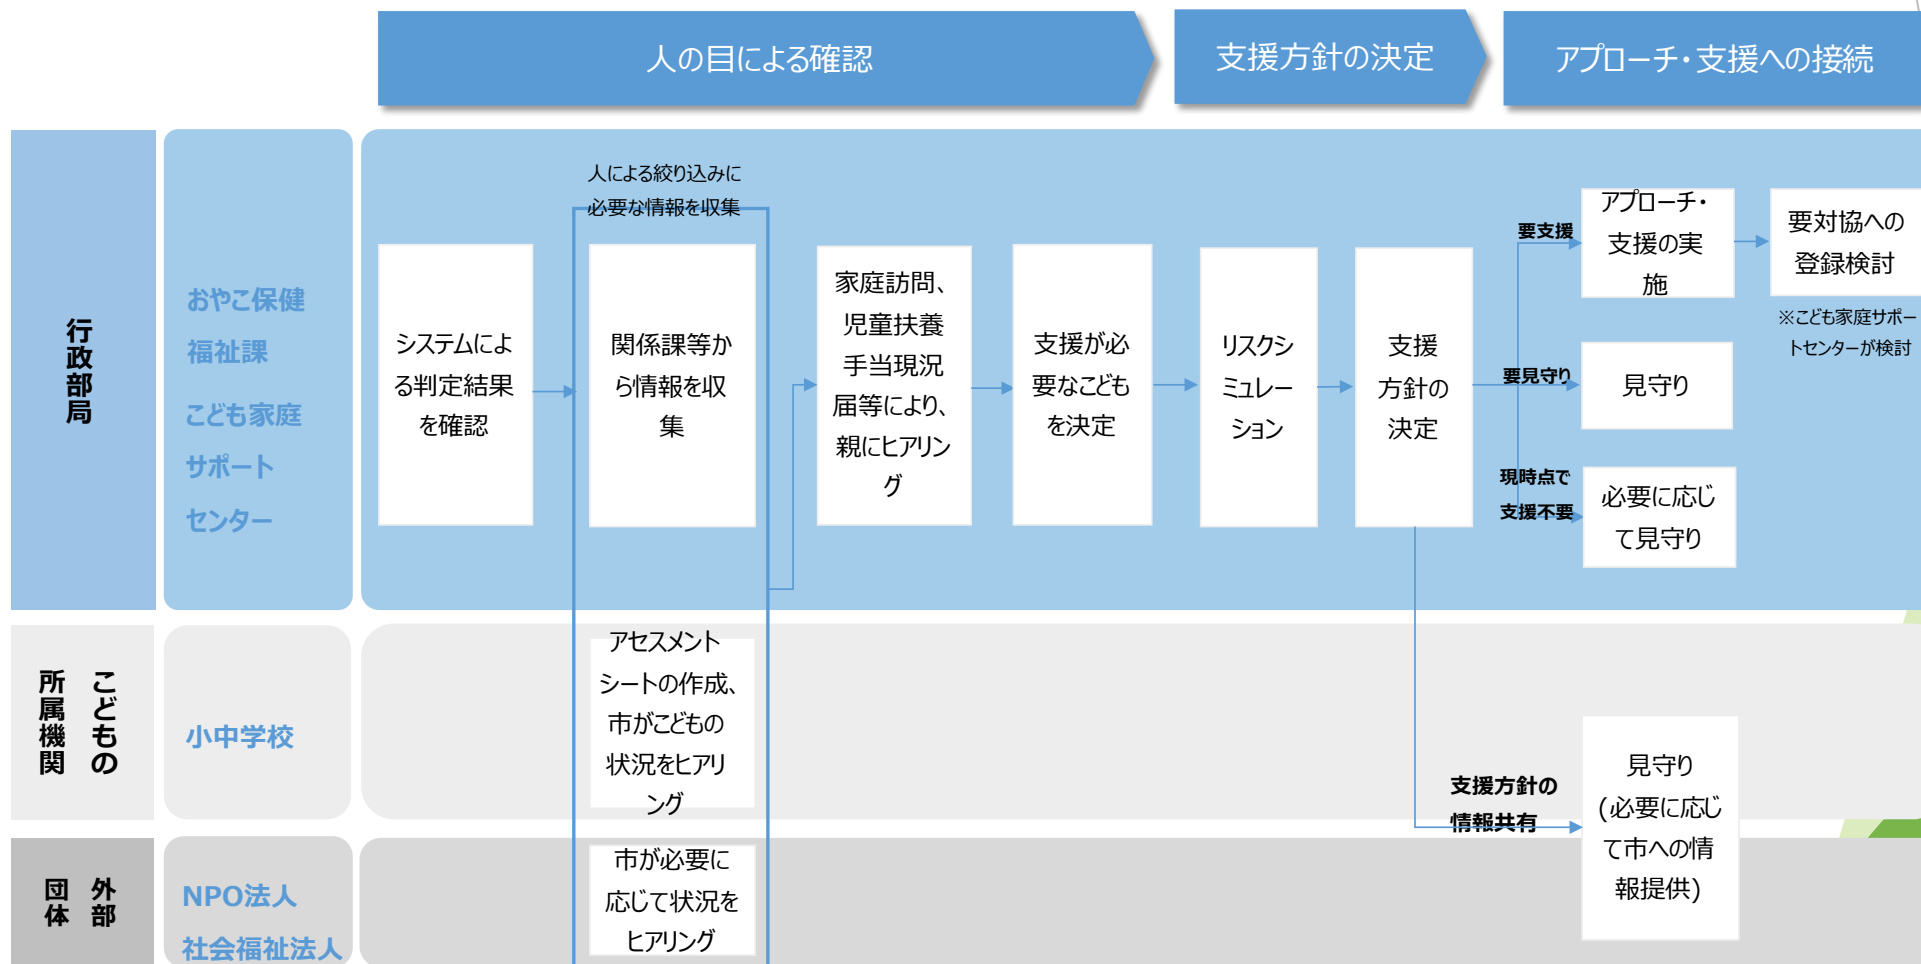 人の目による確認
支援方針の決定
アプローチ・支援への接続
行政部局
おやこ保健
福祉課
こども家庭
サポート
センター
人による絞り込みに
必要な情報を収集
システムによ
る判定結果
を確認
関係課等か
ら情報を収
集
家庭訪問、
児童扶養
手当現況
届等により、
親にヒアリン
グ
支援が必
要なこども
を決定
リスクシ
ミュレー
ション
支援
方針の
決定
要支援
アプローチ・
支援の実
施
要対協への
登録検討
※こども家庭サポー
トセンターが検討
要見守り
見守り
現時点で
支援不要
必要に応じ
て見守り
こどもの
所属機関
小中学校
アセスメント
シートの作成、
市がこどもの
状況をヒアリ
ング
支援方針の
情報共有
見守り
(必要に応じ
て市への情
報提供)
外部
団体
NPO法人
社会福祉法人
市が必要に
応じて状況を
ヒアリング